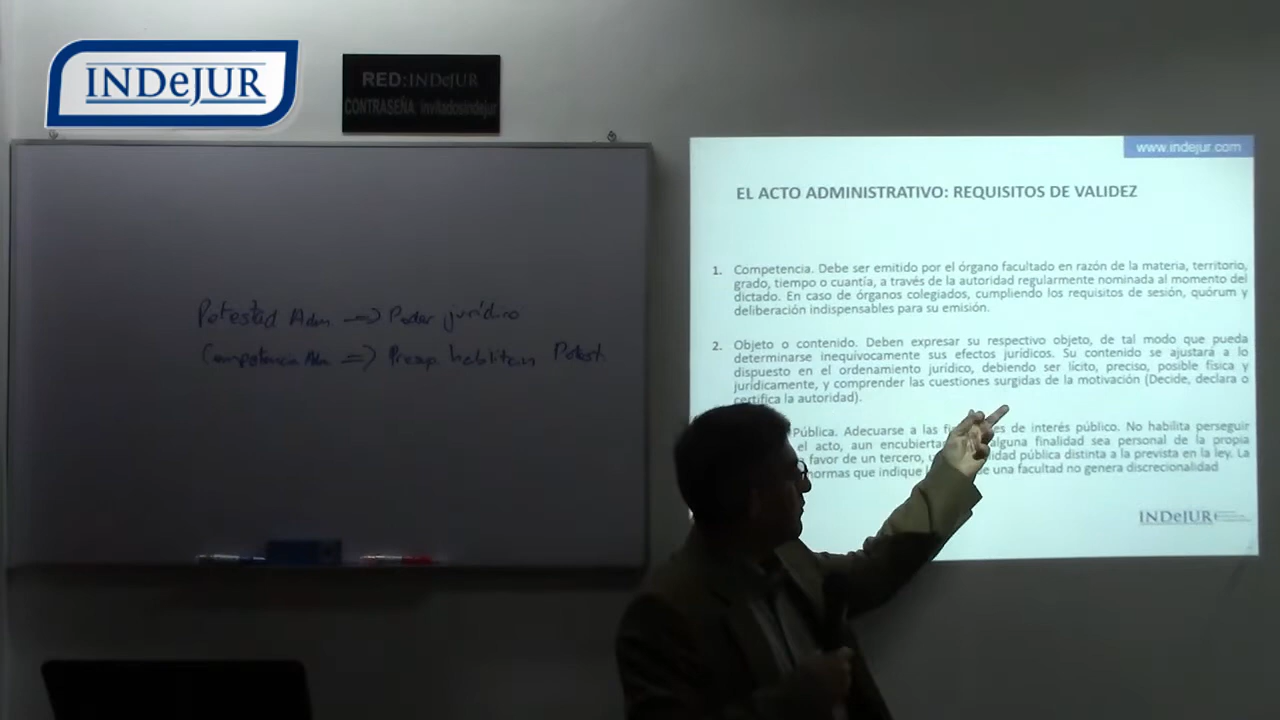 INDeJUR
RED:INDeJUR
CONTRASEÑA: invitadosindejur
Potestad Adm => Poder jurídico
Competencia Adm => Presup. habilitan Potest
www.indejur.com
EL ACTO ADMINISTRATIVO: REQUISITOS DE VALIDEZ
1. Competencia. Debe ser emitido por el órgano facultado en razón de la materia, territorio,
grado, tiempo o cuantía, a través de la autoridad regularmente nominada al momento del
dictado. En caso de órganos colegiados, cumpliendo los requisitos de sesión, quórum y
deliberación indispensables para su emisión.
2. Objeto o contenido. Deben expresar su respectivo objeto, de tal modo que pueda
determinarse inequívocamente sus efectos jurídicos. Su contenido se ajustará a lo
dispuesto en el ordenamiento jurídico, debiendo ser lícito, preciso, posible física y
jurídicamente, y comprender las cuestiones surgidas de la motivación (Decide, declara o
certifica la autoridad).
Pública. Adecuarse a las de interés público. No habilita perseguir
el acto, aun alguna finalidad sea personal de la propia
favor de un tercero, pública distinta a la prevista en la ley. La
normas que indique de una facultad no genera discrecionalidad
INDeJUR